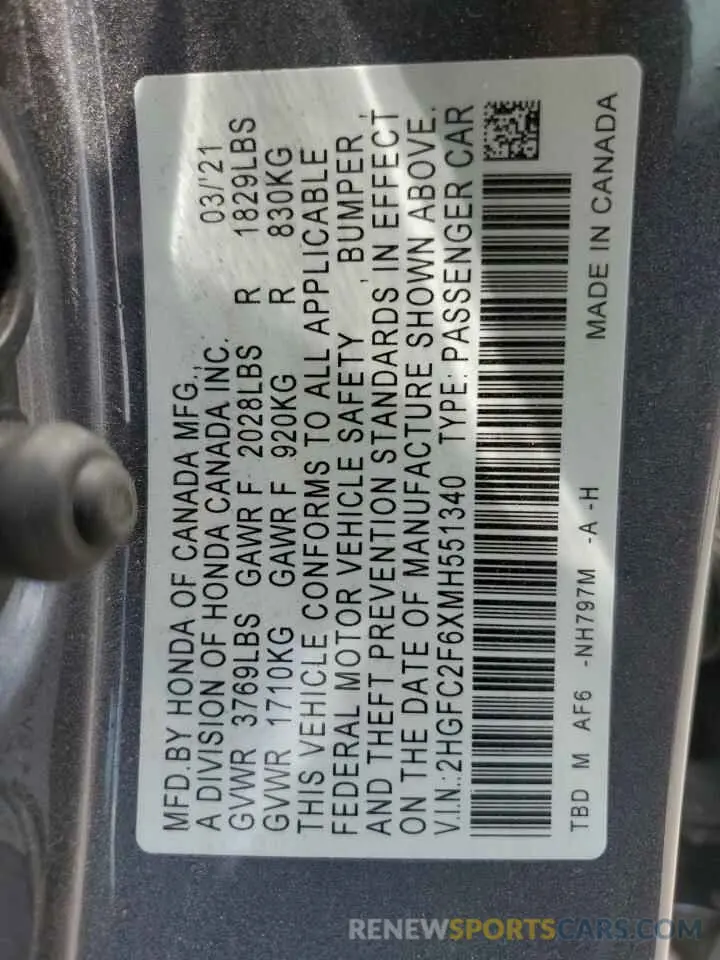 MFD.BY HONDA OF CANADA MFG., 03/'21
A DIVISION OF HONDA CANADA INC.
GVWR 3769LBS GAWR F 2028LBS R 1829LBS
GVWR 1710KG GAWR F 920KG R 830KG
THIS VEHICLE CONFORMS TO ALL APPLICABLE
FEDERAL MOTOR VEHICLE SAFETY , BUMPER ,
AND THEFT PREVENTION STANDARDS IN EFFECT
ON THE DATE OF MANUFACTURE SHOWN ABOVE.
V.I.N.:2HGFC2F6XMH551340 TYPE: PASSENGER CAR
TBD M AF6 -NH797M -A -H
MADE IN CANADA
RENEWSPORTSCARS.COM